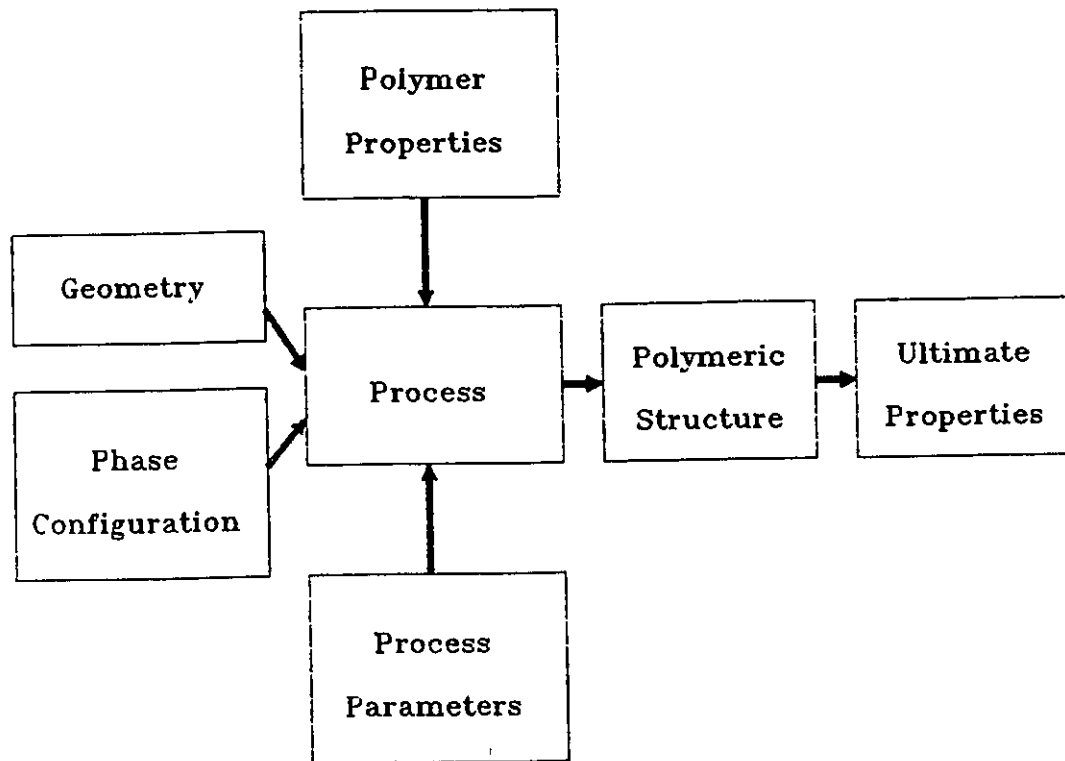 Polymer
Properties
Geometry
Process
Polymeric
Structure
Ultimate
Properties
Phase
Configuration
Process
Parameters